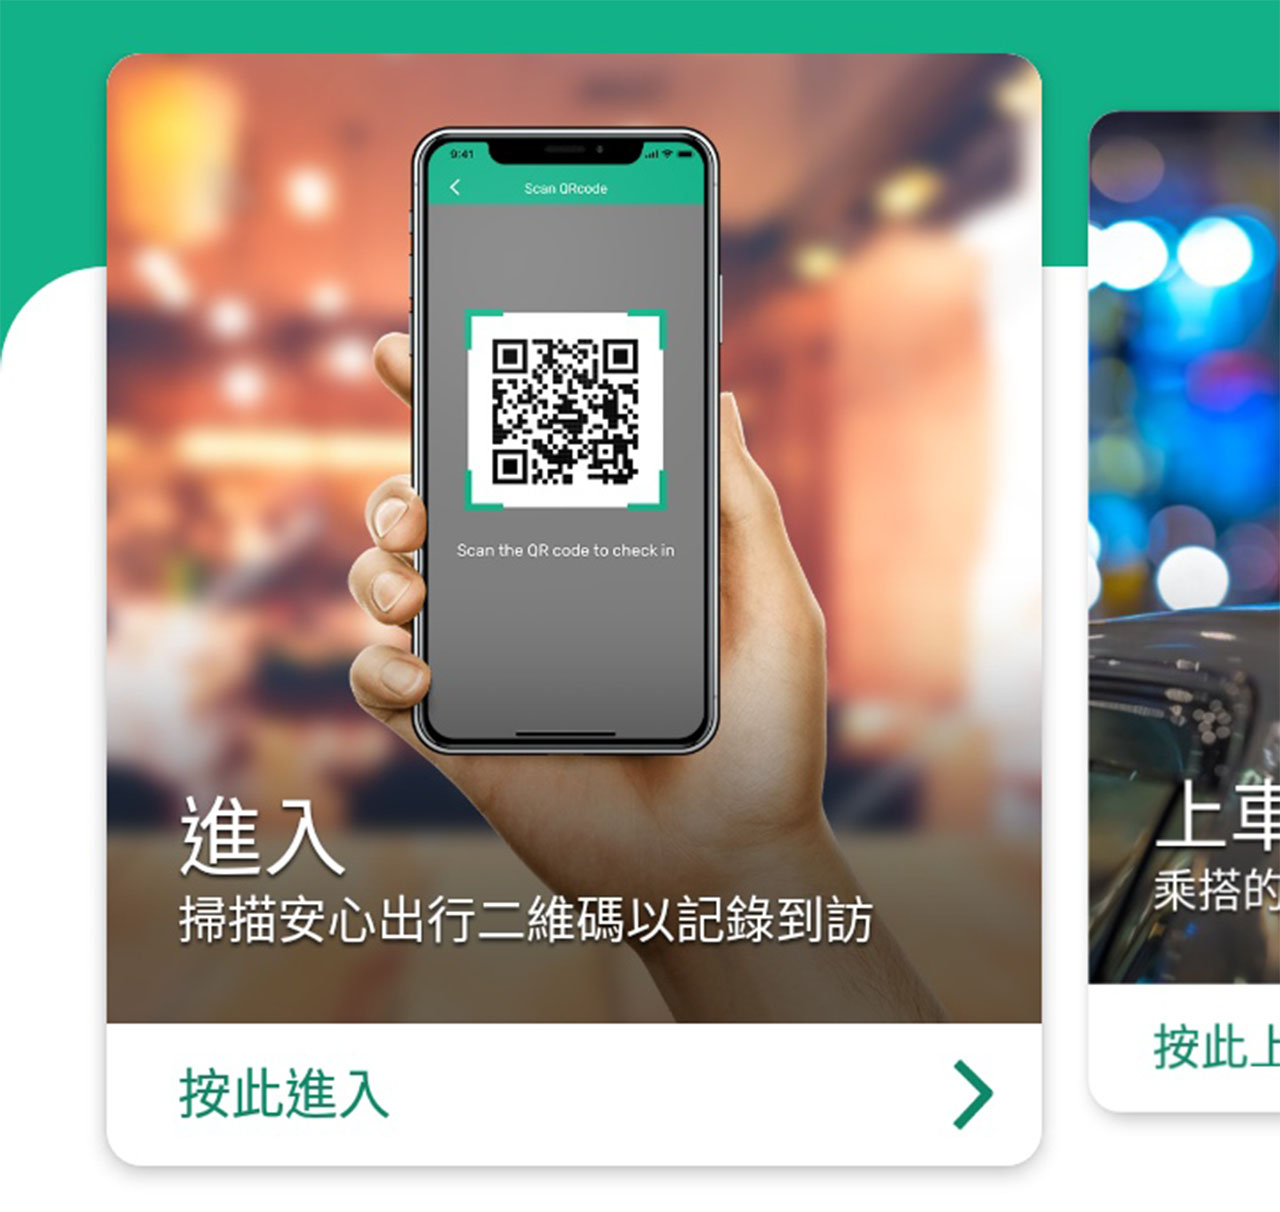 9:41
Scan QRcode
Scan the QR code to check in
進入
掃描安心出行二維碼以記錄到訪
按此進入
上車
乘搭的
按此上